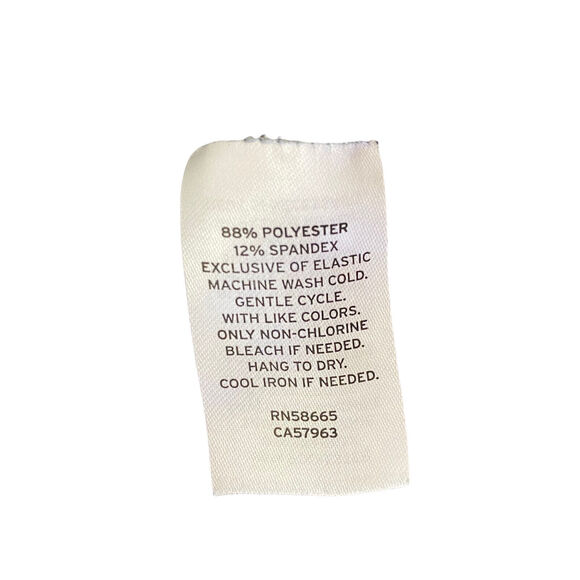 88% POLYESTER
12% SPANDEX
EXCLUSIVE OF ELASTIC
MACHINE WASH COLD.
GENTLE CYCLE.
WITH LIKE COLORS.
ONLY NON-CHLORINE
BLEACH IF NEEDED.
HANG TO DRY.
COOL IRON IF NEEDED.
RN58665
CA57963